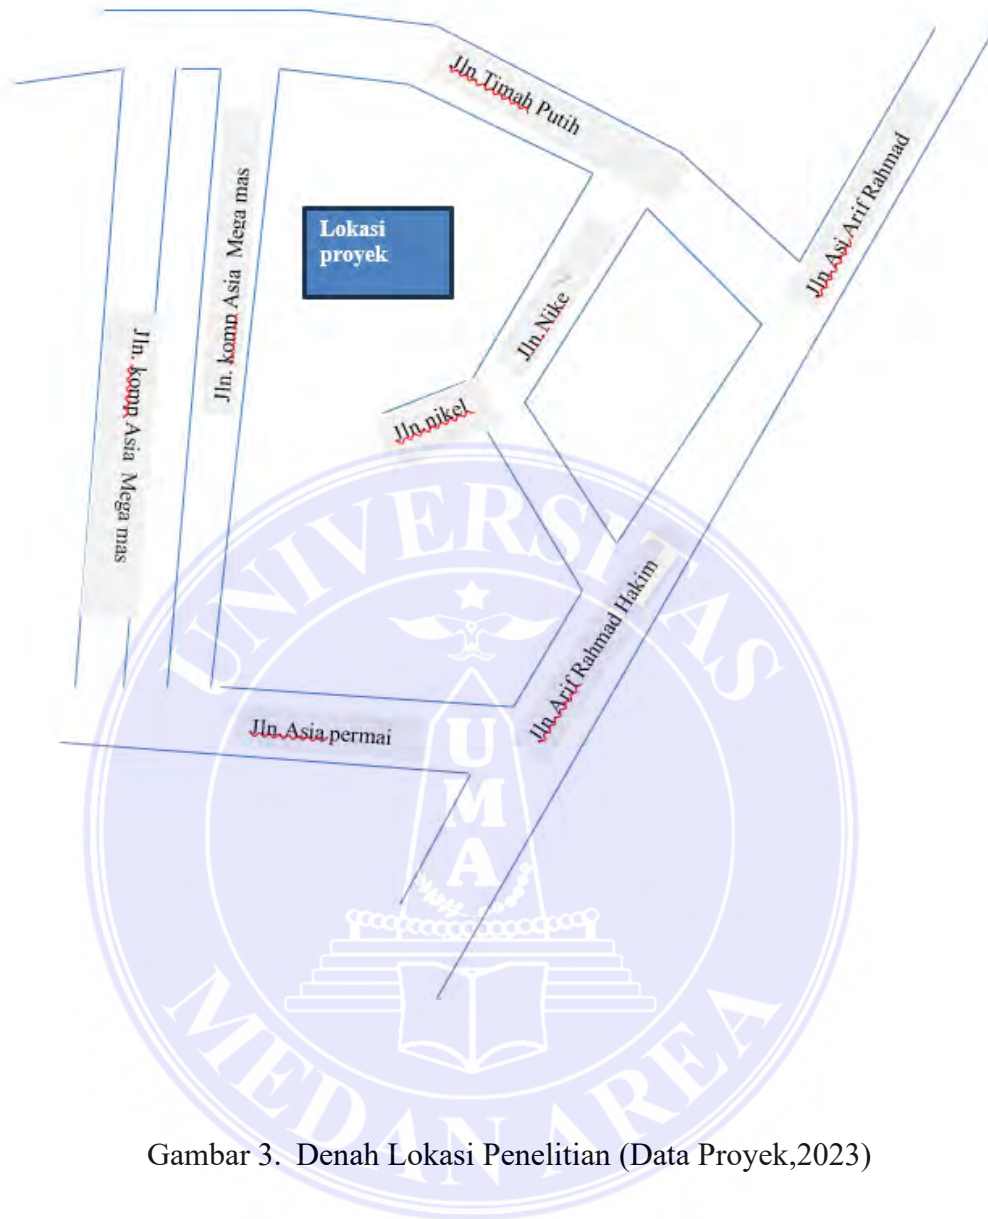 Jln Timah Putih
Jln Asi Arif Rahmad
Jln. komp Asia Mega mas
Lokasi
proyek
Jln. Nike
Jln. komp Asia Mega mas
Jln nikel
Jln Arif Rahmad Hakim
Jln Asia permai
UNIVERSITAS
UMA
MEDAN AREA
Gambar 3. Denah Lokasi Penelitian (Data Proyek,2023)